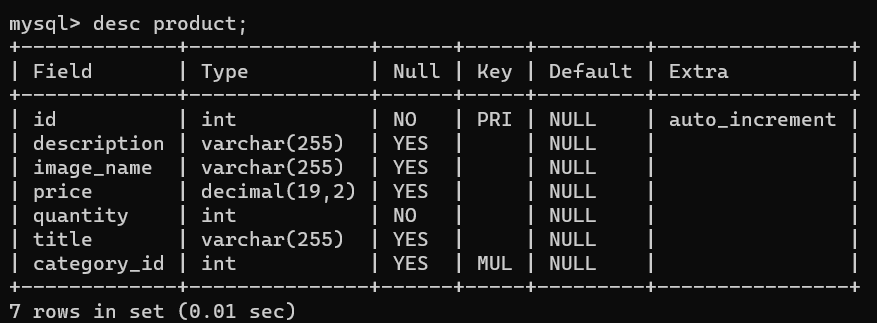 mysql> desc product;
+-------------+---------------+------+-----+---------+----------------+
| Field       | Type          | Null | Key | Default | Extra          |
+-------------+---------------+------+-----+---------+----------------+
| id          | int           | NO   | PRI | NULL    | auto_increment |
| description | varchar(255)  | YES  |     | NULL    |                |
| image_name  | varchar(255)  | YES  |     | NULL    |                |
| price       | decimal(19,2) | YES  |     | NULL    |                |
| quantity    | int           | NO   |     | NULL    |                |
| title       | varchar(255)  | YES  |     | NULL    |                |
| category_id | int           | YES  | MUL | NULL    |                |
+-------------+---------------+------+-----+---------+----------------+
7 rows in set (0.01 sec)